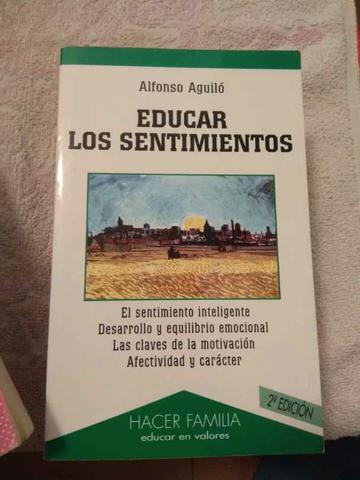 Alfonso Aguiló
EDUCAR
LOS SENTIMIENTOS
El sentimiento inteligente
Desarrollo y equilibrio emocional
Las claves de la motivación
Afectividad y carácter
2ª EDICIÓN
HACER FAMILIA
educar en valores